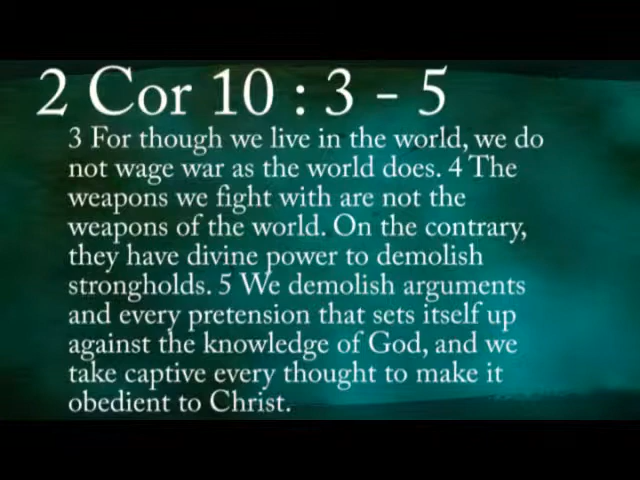 2 Cor 10 : 3 - 5
3 For though we live in the world, we do
not wage war as the world does. 4 The
weapons we fight with are not the
weapons of the world. On the contrary,
they have divine power to demolish
strongholds. 5 We demolish arguments
and every pretension that sets itself up
against the knowledge of God, and we
take captive every thought to make it
obedient to Christ.